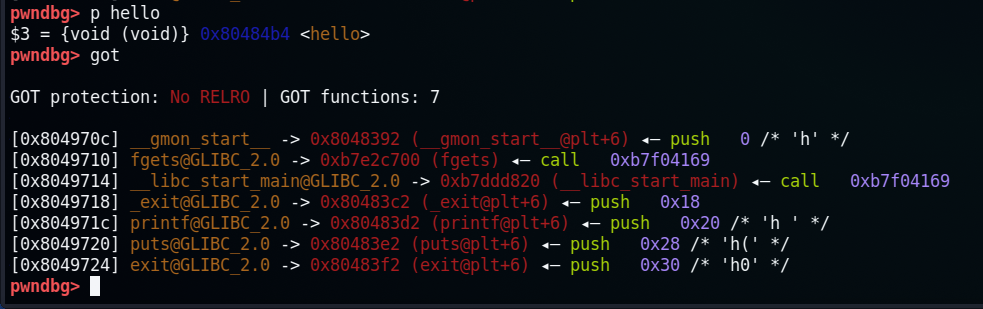 pwndbg> p hello
$3 = {void (void)} 0x80484b4 <hello>
pwndbg> got
GOT protection: No RELRO | GOT functions: 7
[0x804970c] __gmon_start__ -> 0x8048392 (__gmon_start__@plt+6) ◂— push   0 /* 'h' */
[0x8049710] fgets@GLIBC_2.0 -> 0xb7e2c700 (fgets) ◂— call   0xb7f04169
[0x8049714] __libc_start_main@GLIBC_2.0 -> 0xb7ddd820 (__libc_start_main) ◂— call   0xb7f04169
[0x8049718] _exit@GLIBC_2.0 -> 0x80483c2 (_exit@plt+6) ◂— push   0x18
[0x804971c] printf@GLIBC_2.0 -> 0x80483d2 (printf@plt+6) ◂— push   0x20 /* 'h ' */
[0x8049720] puts@GLIBC_2.0 -> 0x80483e2 (puts@plt+6) ◂— push   0x28 /* 'h(' */
[0x8049724] exit@GLIBC_2.0 -> 0x80483f2 (exit@plt+6) ◂— push   0x30 /* 'h0' */
pwndbg>